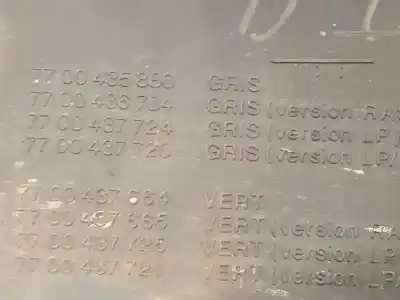 77 00 435 860 GRIS
77 00 436 704 GRIS (version RA
77 00 437 724 GRIS (version LP)
77 00 437 720 GRIS (version LP/
77 00 437 664 VERT
77 00 437 665 VERT (version RA
77 00 437 725 VERT (version LP
77 00 437 721 VERT (version LP/